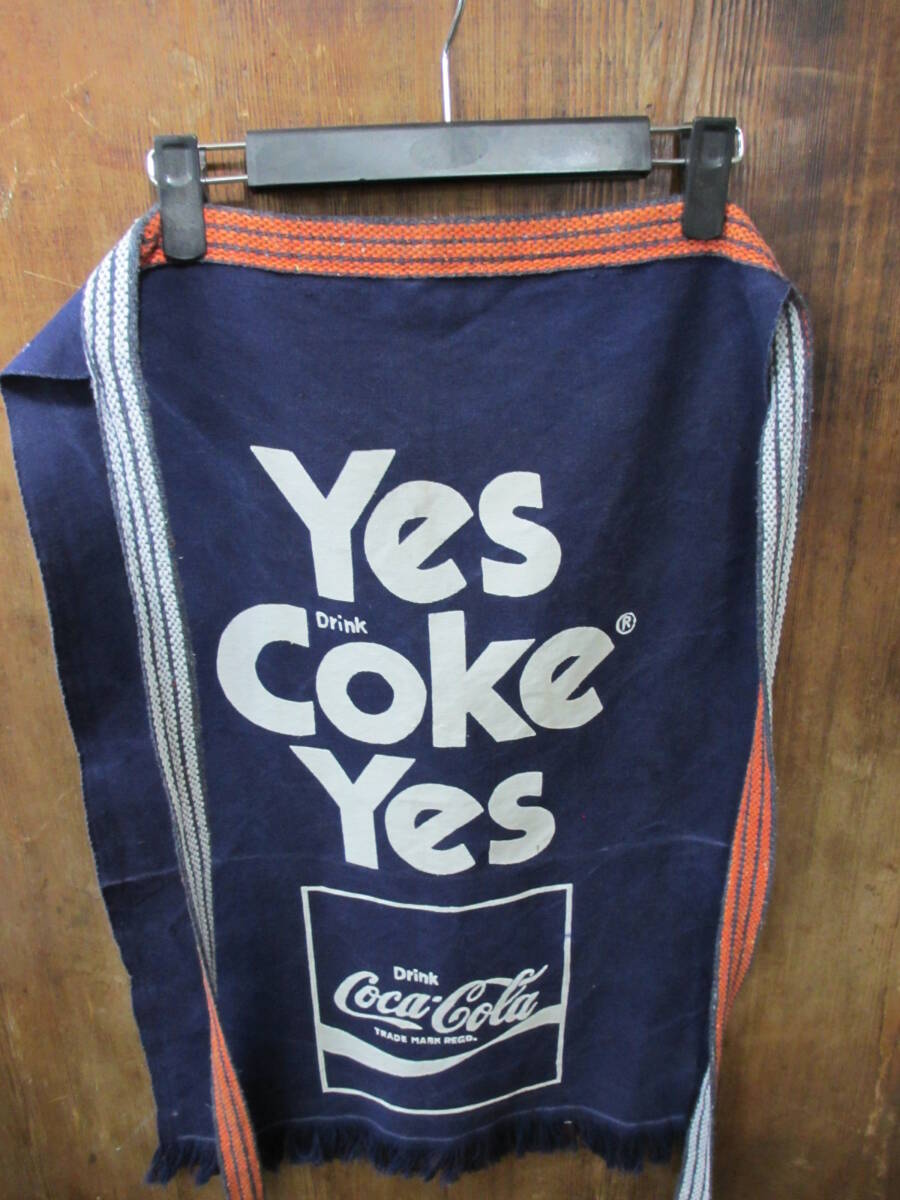 Yes
Drink
Coke®
Yes
Drink
Coca-Cola
TRADE MARK REGD.